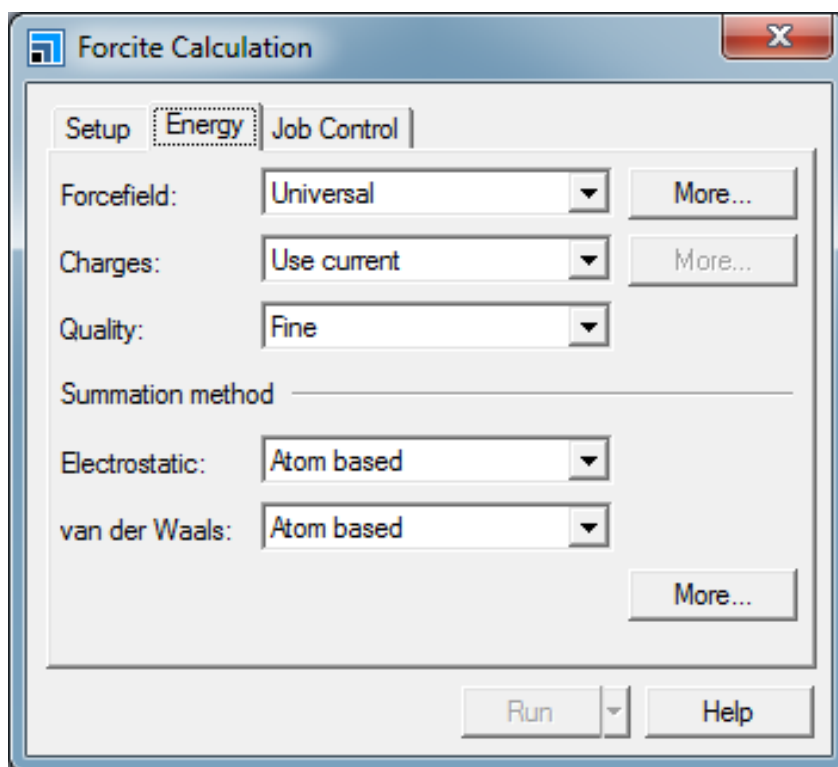 Forcite Calculation
Setup Energy Job Control
Forcefield: Universal More...
Charges: Use current More...
Quality: Fine
Summation method
Electrostatic: Atom based
van der Waals: Atom based
More...
Run Help